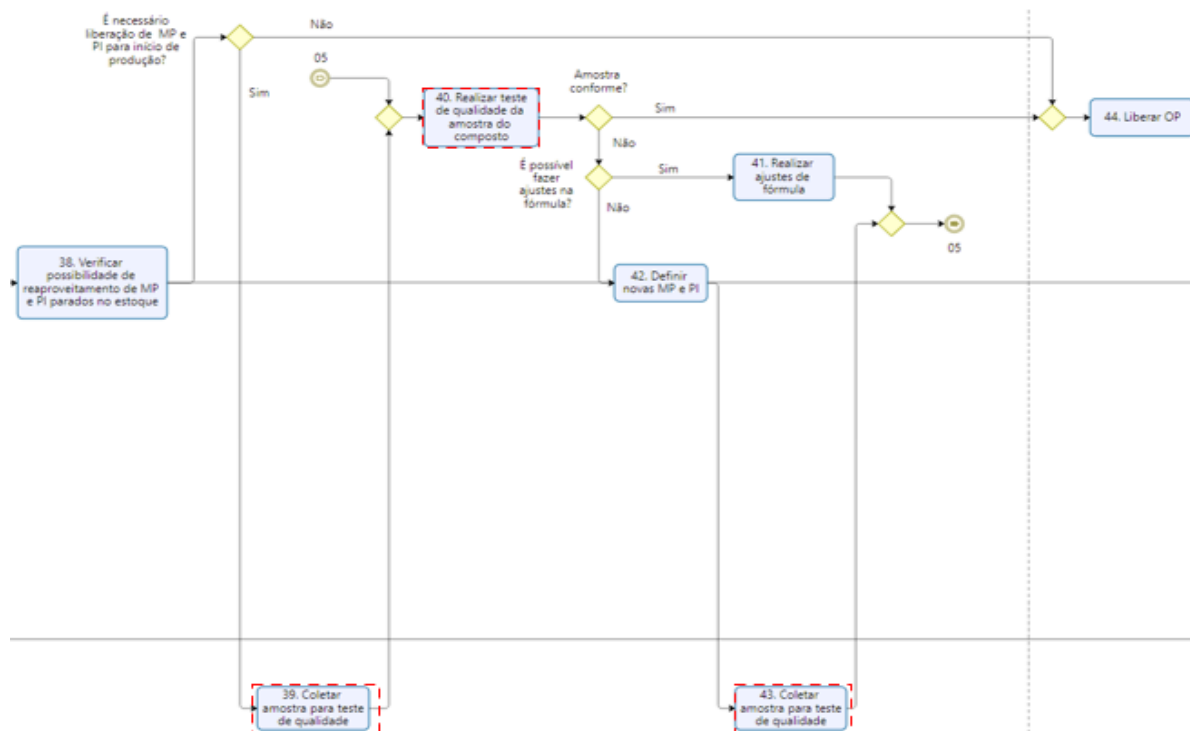 É necessário
liberação de MP e
PI para início de
produção?
Não
Sim
05
40. Realizar teste
de qualidade da
amostra do
composto
Amostra
conforme?
Sim
Não
44. Liberar OP
É possível
fazer
ajustes na
fórmula?
Sim
Não
41. Realizar
ajustes de
fórmula
05
38. Verificar
possibilidade de
reaproveitamento de MP
e PI parados no estoque
42. Definir
novas MP e PI
39. Coletar
amostra para teste
de qualidade
43. Coletar
amostra para teste
de qualidade